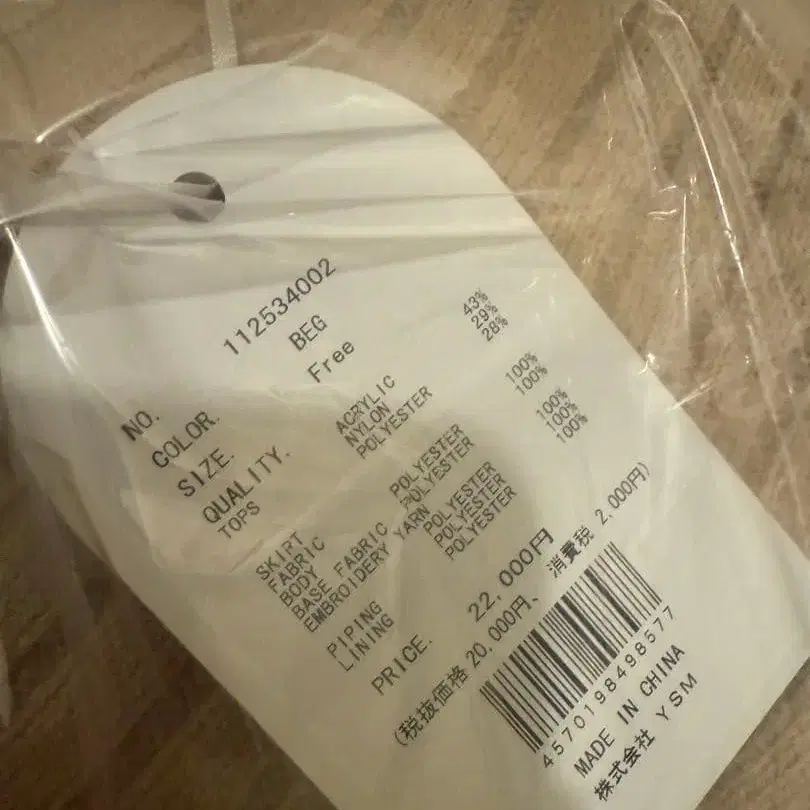 NO. 112534002
COLOR. BEG
SIZE. Free
QUALITY.
TOPS ACRYLIC 43%
NYLON 29%
POLYESTER 28%
SKIRT
FABRIC
BODY POLYESTER 100%
BASE FABRIC POLYESTER 100%
EMBROIDERY YARN POLYESTER 100%
PIPING POLYESTER 100%
LINING POLYESTER 100%
PRICE. 22,000円
(税抜価格 20,000円、 消費税 2,000円)
4570198498577
MADE IN CHINA
株式会社 YSM